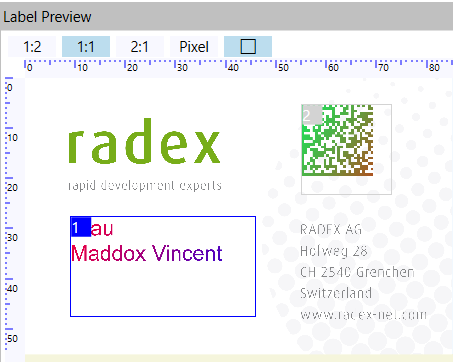 Label Preview
1:2 1:1 2:1 Pixel
0 10 20 30 40 50 60 70 80
0
10
20
30
40
50
radex
rapid development experts
2
1 au
Maddox Vincent
RADEX AG
Holweg 28
CH 2540 Grenchen
Switzerland
www.radex-net.com